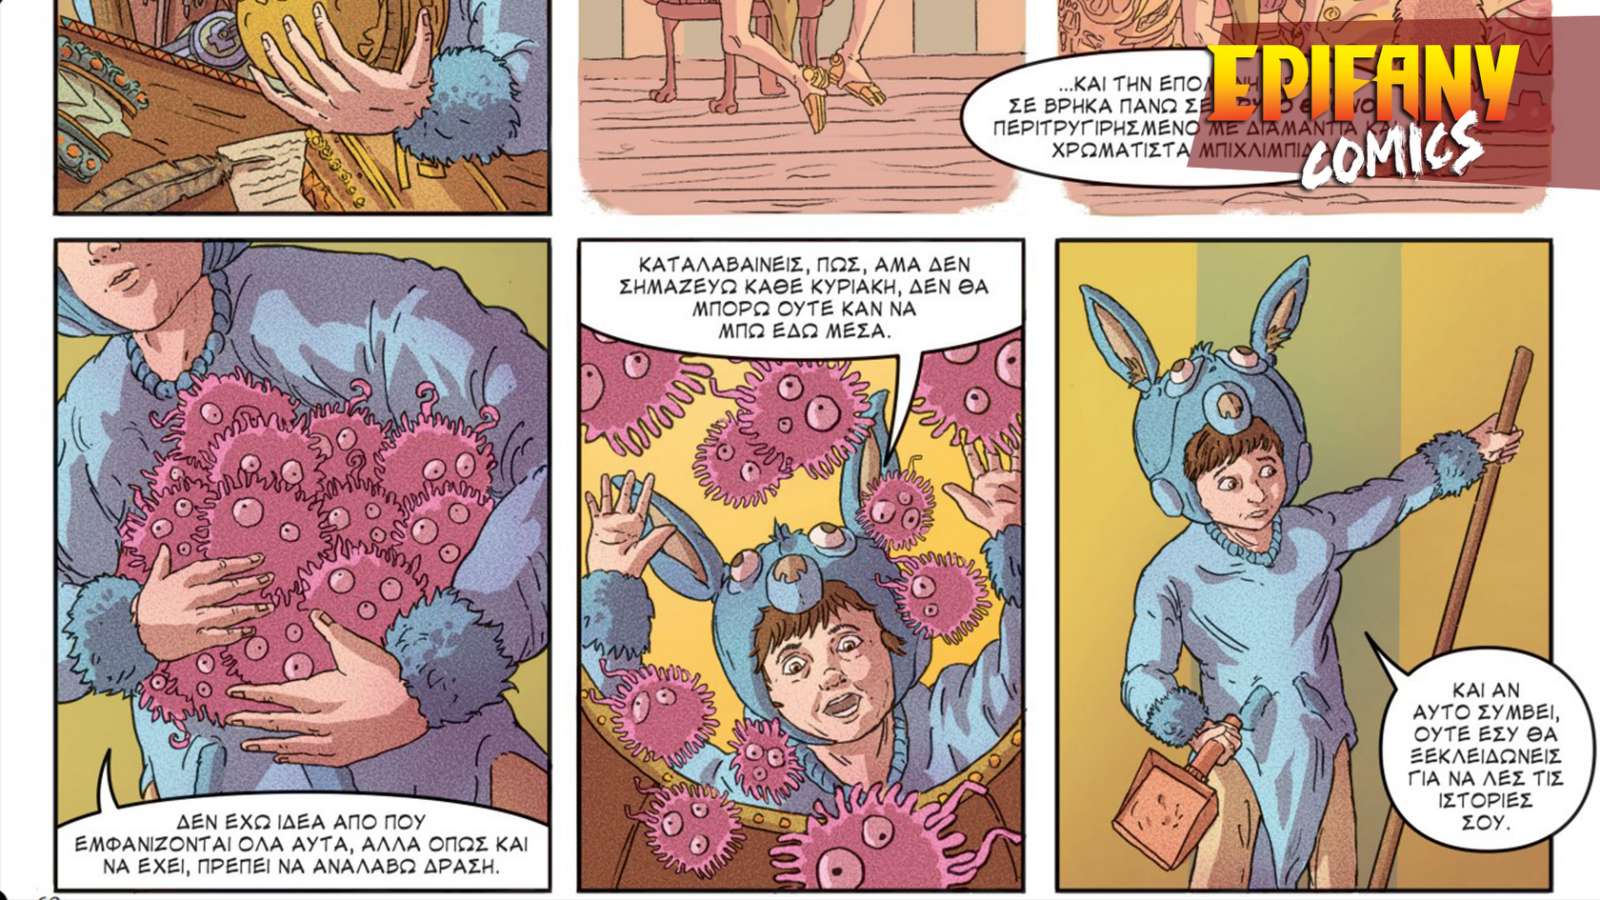 ...ΚΑΙ ΤΗΝ
ΣΕ ΒΡΗΚΑ ΠΑΝΩ ΣΕ
ΠΕΡΙΤΡΥΓΙΡΗΣΜΕΝΟ ΜΕ ΔΙΑΜΑΝΤΙΑ
ΧΡΩΜΑΤΙΣΤΑ
EPIFANY
COMICS
ΔΕΝ ΕΧΩ ΙΔΕΑ ΑΠΟ ΠΟΥ
ΕΜΦΑΝΙΖΟΝΤΑΙ ΟΛΑ ΑΥΤΑ, ΑΛΛΑ ΟΠΩΣ ΚΑΙ
ΝΑ ΕΧΕΙ, ΠΡΕΠΕΙ ΝΑ ΑΝΑΛΑΒΩ ΔΡΑΣΗ.
ΚΑΤΑΛΑΒΑΙΝΕΙΣ, ΠΩΣ, ΑΜΑ ΔΕΝ
ΣΗΜΑΖΕΥΩ ΚΑΘΕ ΚΥΡΙΑΚΗ, ΔΕΝ ΘΑ
ΜΠΟΡΩ ΟΥΤΕ ΚΑΝ ΝΑ
ΜΠΩ ΕΔΩ ΜΕΣΑ.
ΚΑΙ ΑΝ
ΑΥΤΟ ΣΥΜΒΕΙ,
ΟΥΤΕ ΕΣΥ ΘΑ
ΞΕΚΛΕΙΔΩΝΕΙΣ
ΓΙΑ ΝΑ ΛΕΣ ΤΙΣ
ΙΣΤΟΡΙΕΣ
ΣΟΥ.